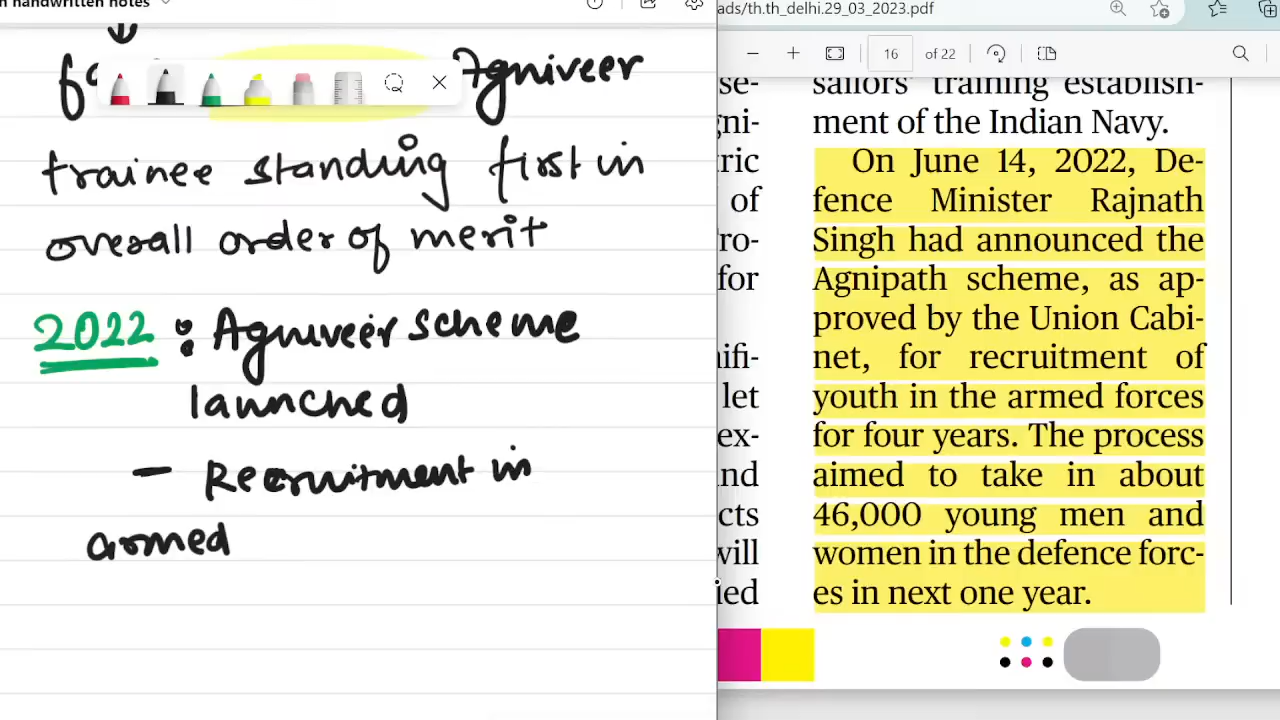 n handwritten notes
Agniveer
trainee standing first in
overall order of merit
2022 : Agniveer scheme
launched
- Recruitment in
armed
ads/th.th_delhi.29_03_2023.pdf
16 of 22
se-
gni-
tric
of
ro-
for
nifi-
let
ex-
and
cts
will
ied
sailors' training establish-
ment of the Indian Navy.
On June 14, 2022, De-
fence Minister Rajnath
Singh had announced the
Agnipath scheme, as ap-
proved by the Union Cabi-
net, for recruitment of
youth in the armed forces
for four years. The process
aimed to take in about
46,000 young men and
women in the defence forc-
es in next one year.